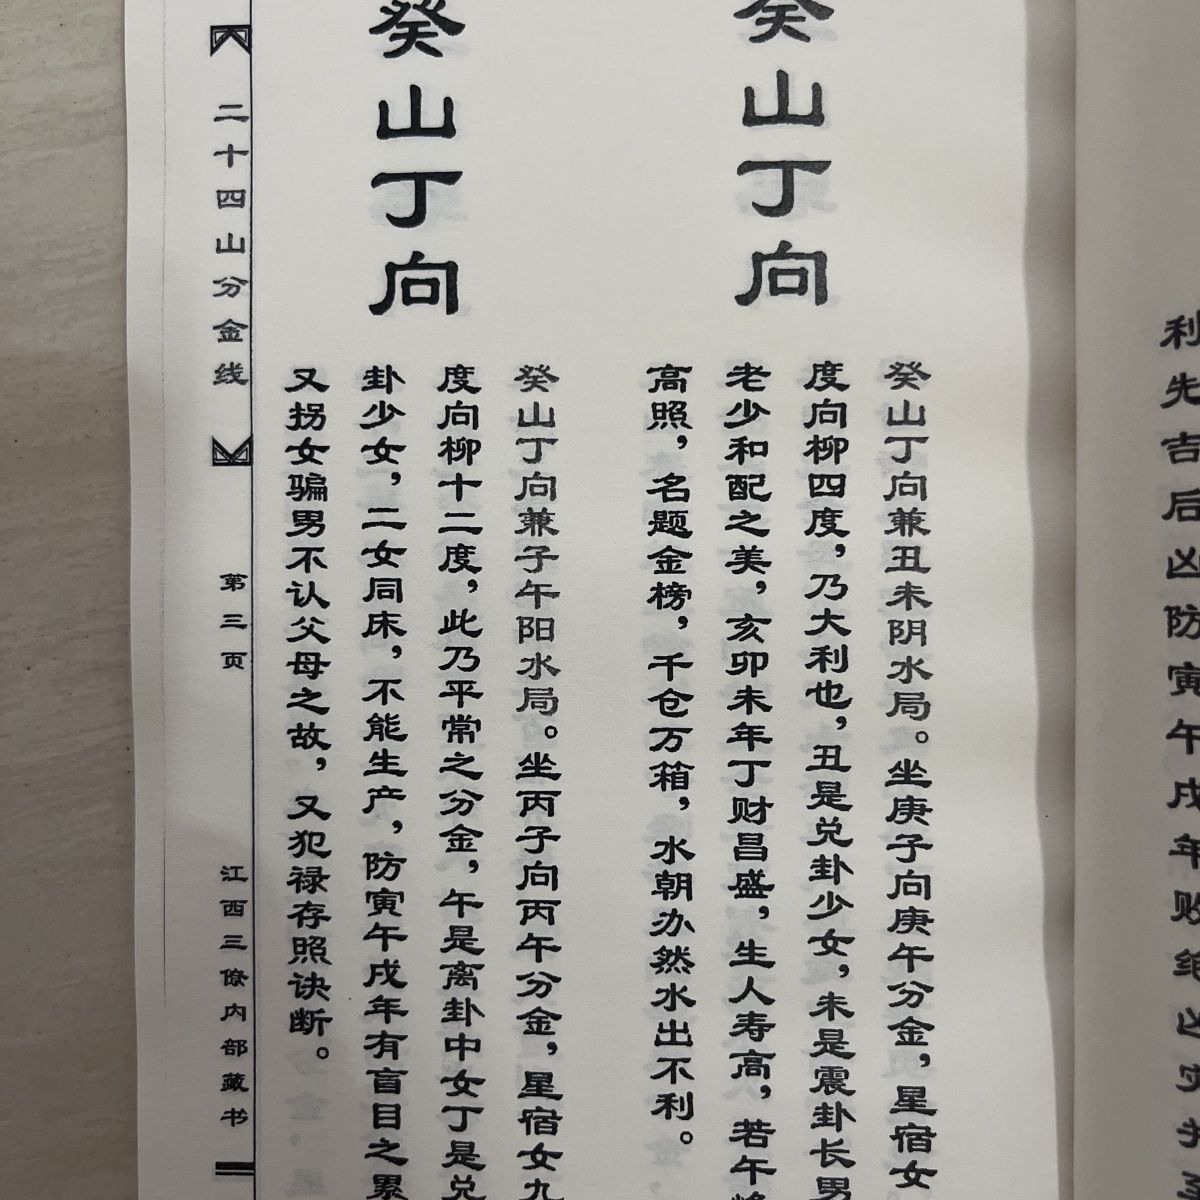 利先吉后凶防寅午戌年败绝凶灾
癸山丁向
癸山丁向兼丑未阴水局。坐庚子向庚午分金，星宿女
度向柳四度，乃大利也，丑是兑卦少女，未是震卦长男
老少和配之美，亥卯未年丁财昌盛，生人寿高，若午
高照，名题金榜，千仓万箱，水朝办然水出不利。
癸山丁向
癸山丁向兼子午阳水局。坐丙子向丙午分金，星宿女九
度向柳十二度，此乃平常之分金，午是离卦中女丁是兑
卦少女，二女同床，不能生产，防寅午戌年有盲目之累
又拐女骗男不认父母之故，又犯禄存照诀断。
二十四山分金线
第三页
江西三僚内部藏书